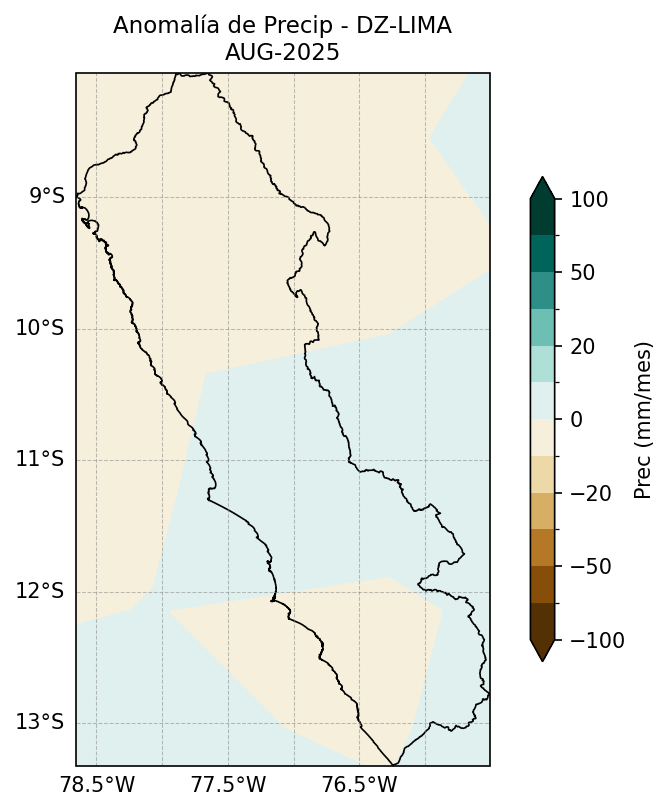 Anomalía de Precip - DZ-LIMA
AUG-2025
9°S
10°S
11°S
12°S
13°S
78.5°W
77.5°W
76.5°W
100
50
20
0
−20
−50
−100
Prec (mm/mes)